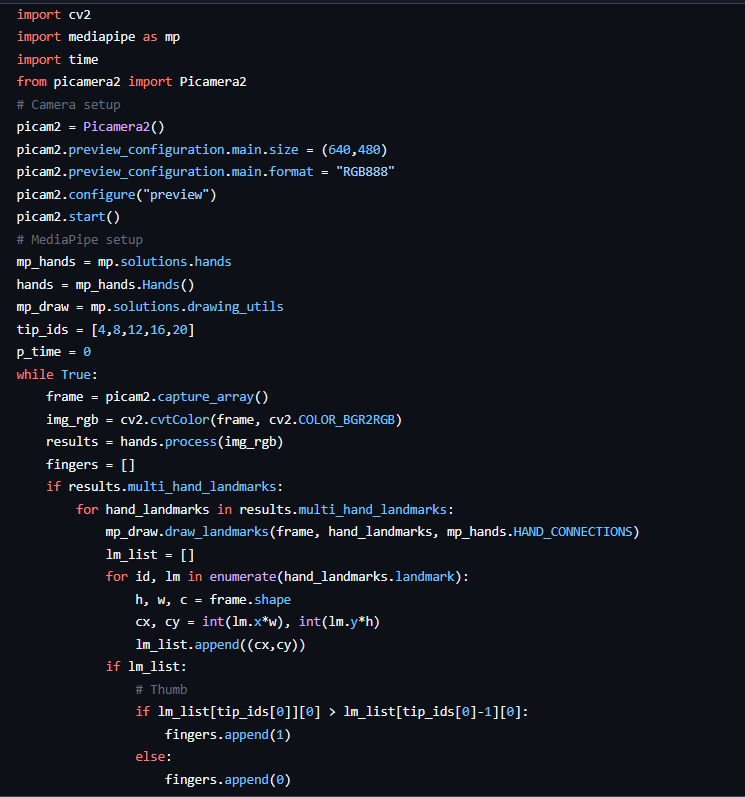 import cv2
import mediapipe as mp
import time
from picamera2 import Picamera2
# Camera setup
picam2 = Picamera2()
picam2.preview_configuration.main.size = (640,480)
picam2.preview_configuration.main.format = "RGB888"
picam2.configure("preview")
picam2.start()
# MediaPipe setup
mp_hands = mp.solutions.hands
hands = mp_hands.Hands()
mp_draw = mp.solutions.drawing_utils
tip_ids = [4,8,12,16,20]
p_time = 0
while True:
    frame = picam2.capture_array()
    img_rgb = cv2.cvtColor(frame, cv2.COLOR_BGR2RGB)
    results = hands.process(img_rgb)
    fingers = []
    if results.multi_hand_landmarks:
        for hand_landmarks in results.multi_hand_landmarks:
            mp_draw.draw_landmarks(frame, hand_landmarks, mp_hands.HAND_CONNECTIONS)
            lm_list = []
            for id, lm in enumerate(hand_landmarks.landmark):
                h, w, c = frame.shape
                cx, cy = int(lm.x*w), int(lm.y*h)
                lm_list.append((cx,cy))
            if lm_list:
                # Thumb
                if lm_list[tip_ids[0]][0] > lm_list[tip_ids[0]-1][0]:
                    fingers.append(1)
                else:
                    fingers.append(0)